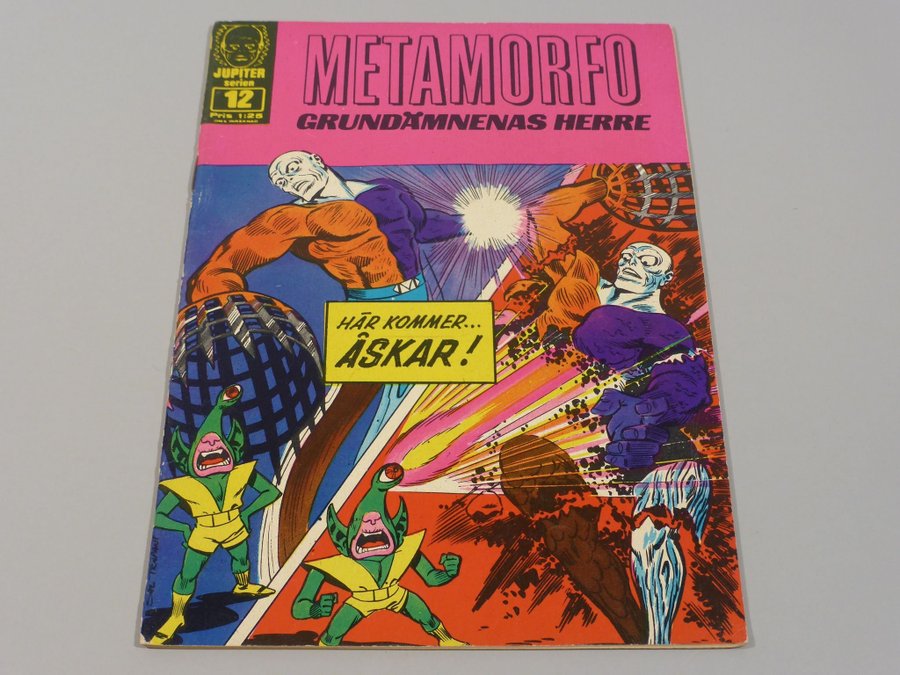 JUPITER
serien
12
Pris 1:25
METAMORFO
GRUNDÄMNENAS HERRE
HÄR KOMMER...
ÅSKAR!